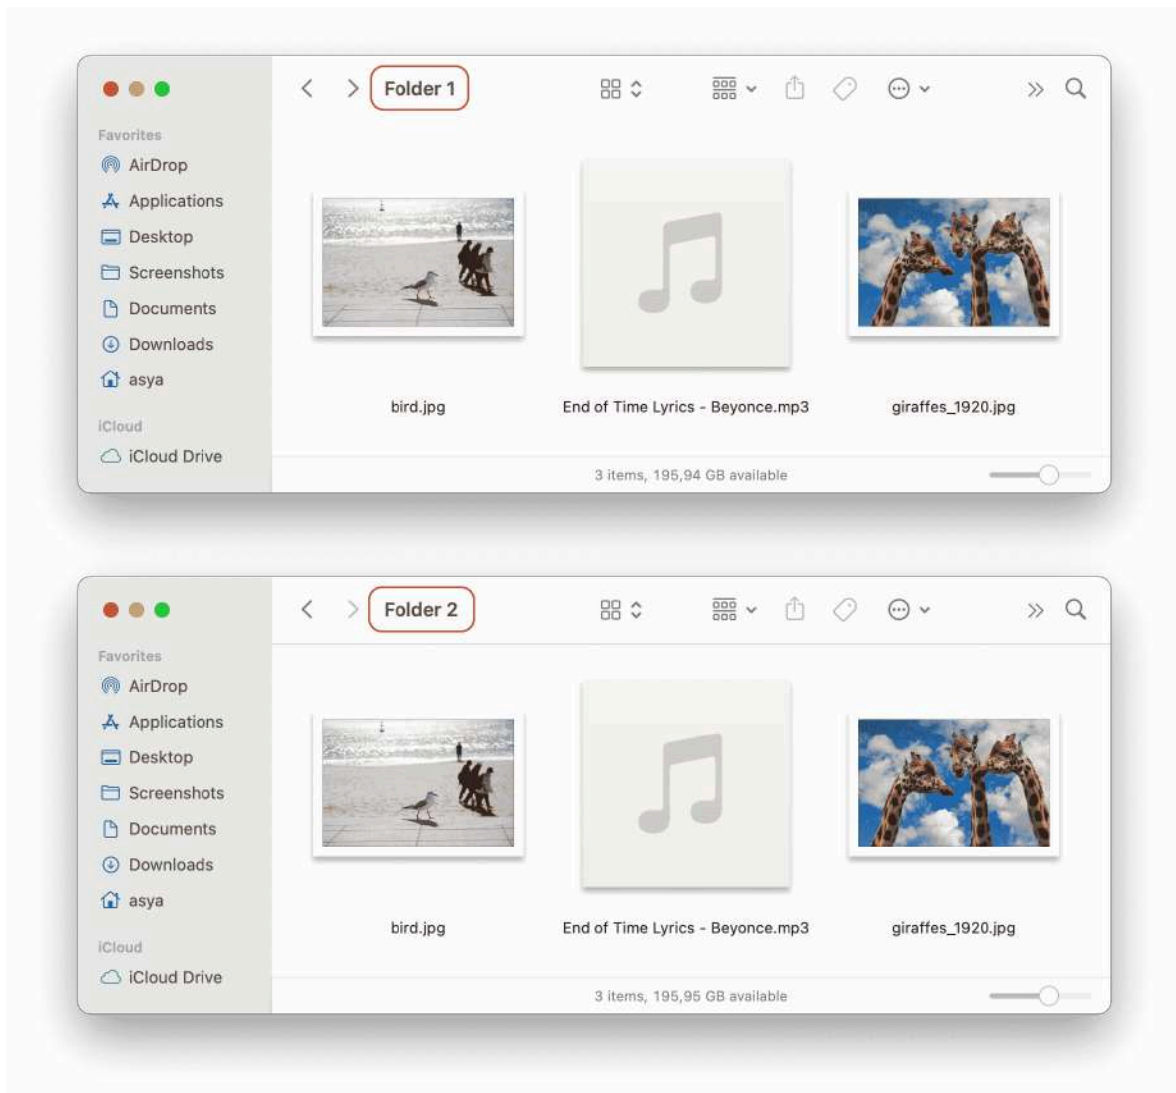 Folder 1
Favorites
AirDrop
Applications
Desktop
Screenshots
Documents
Downloads
asya
iCloud
iCloud Drive
bird.jpg
End of Time Lyrics - Beyonce.mp3
giraffes_1920.jpg
3 items, 195,94 GB available
Folder 2
Favorites
AirDrop
Applications
Desktop
Screenshots
Documents
Downloads
asya
iCloud
iCloud Drive
bird.jpg
End of Time Lyrics - Beyonce.mp3
giraffes_1920.jpg
3 items, 195,95 GB available